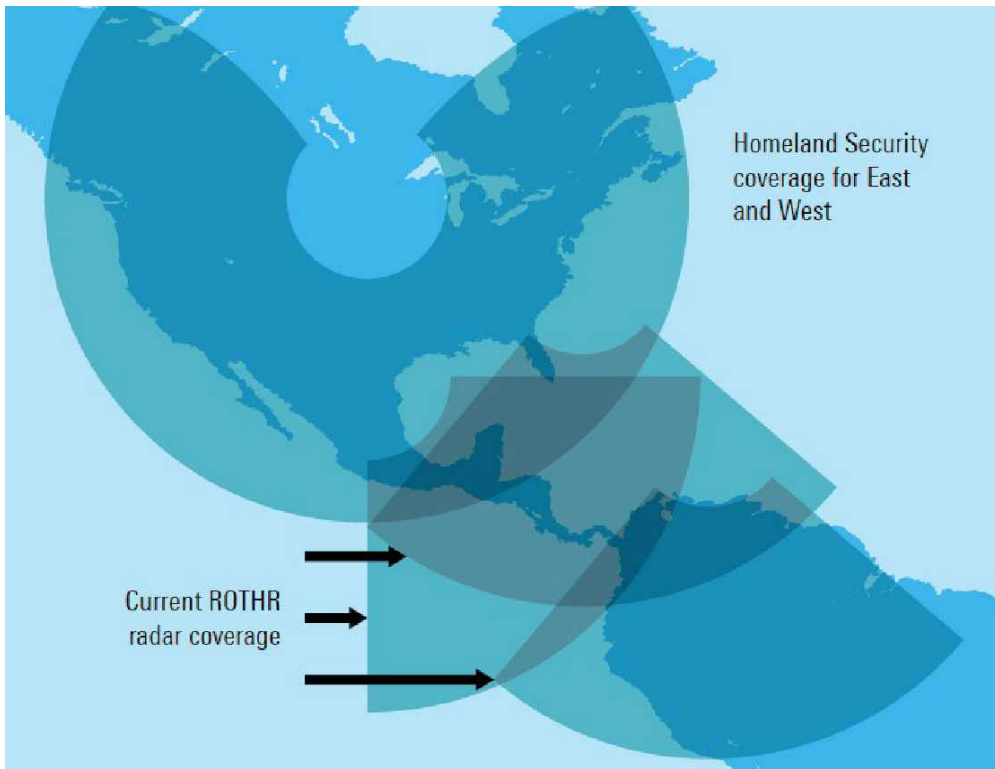 Homeland Security
coverage for East
and West
Current ROTHR
radar coverage